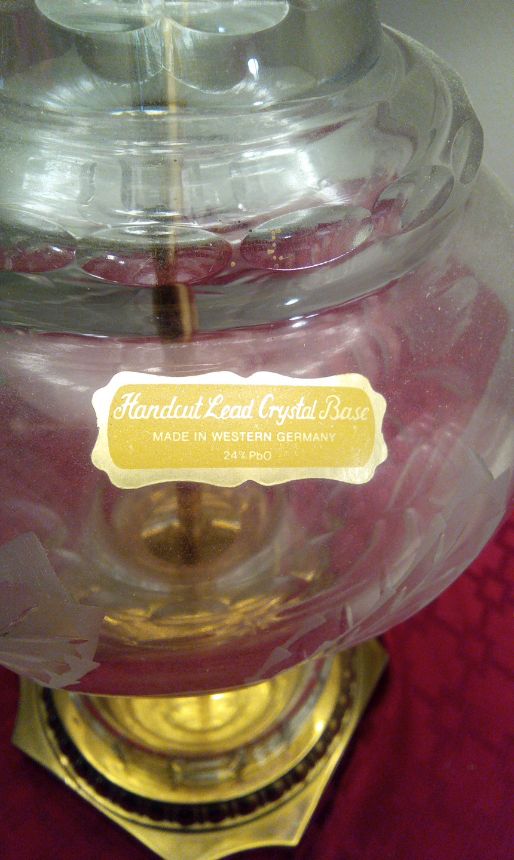 Handcut Lead Crystal Base
MADE IN WESTERN GERMANY
24% PbO